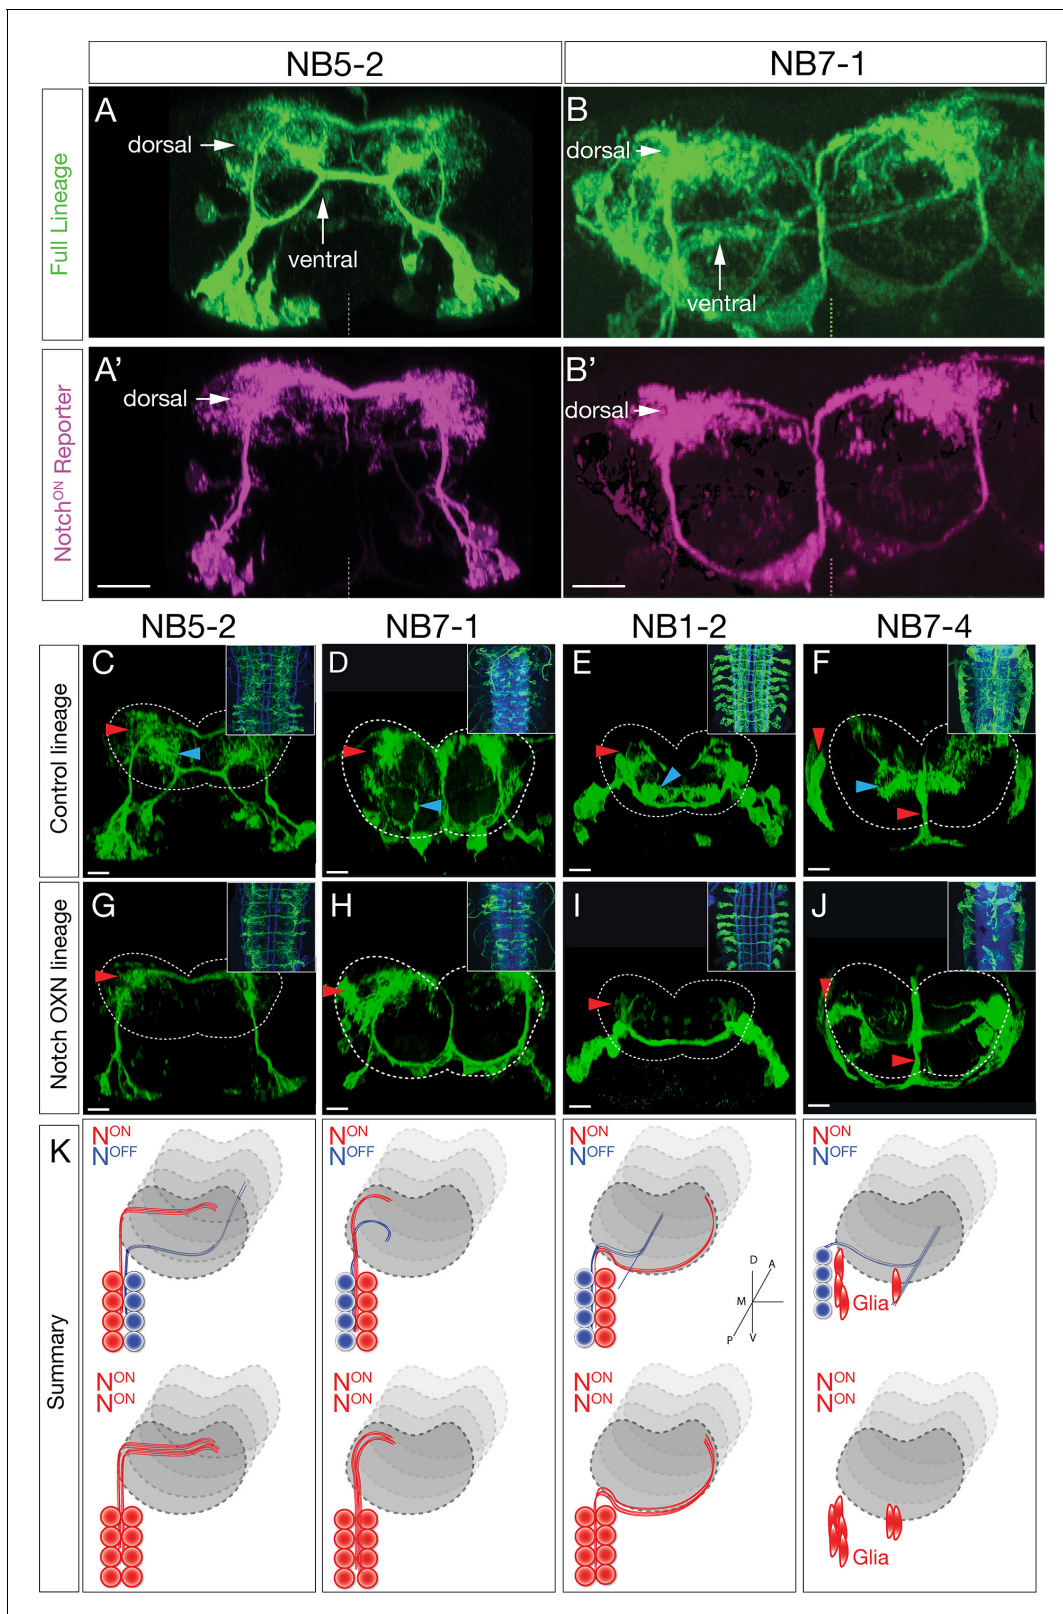 NB5-2
NB7-1
Full Lineage
A
dorsal
ventral
B
dorsal
ventral
Notch^ON Reporter
A’
dorsal
B’
dorsal
NB5-2
NB7-1
NB1-2
NB7-4
Control lineage
C
D
E
F
Notch OXN lineage
G
H
I
J
Summary
K
N^ON
N^OFF
N^ON
N^OFF
N^ON
N^OFF
D
A
M
P
V
N^ON
N^OFF
Glia
N^ON
N^ON
N^ON
N^ON
N^ON
N^ON
N^ON
N^ON
Glia